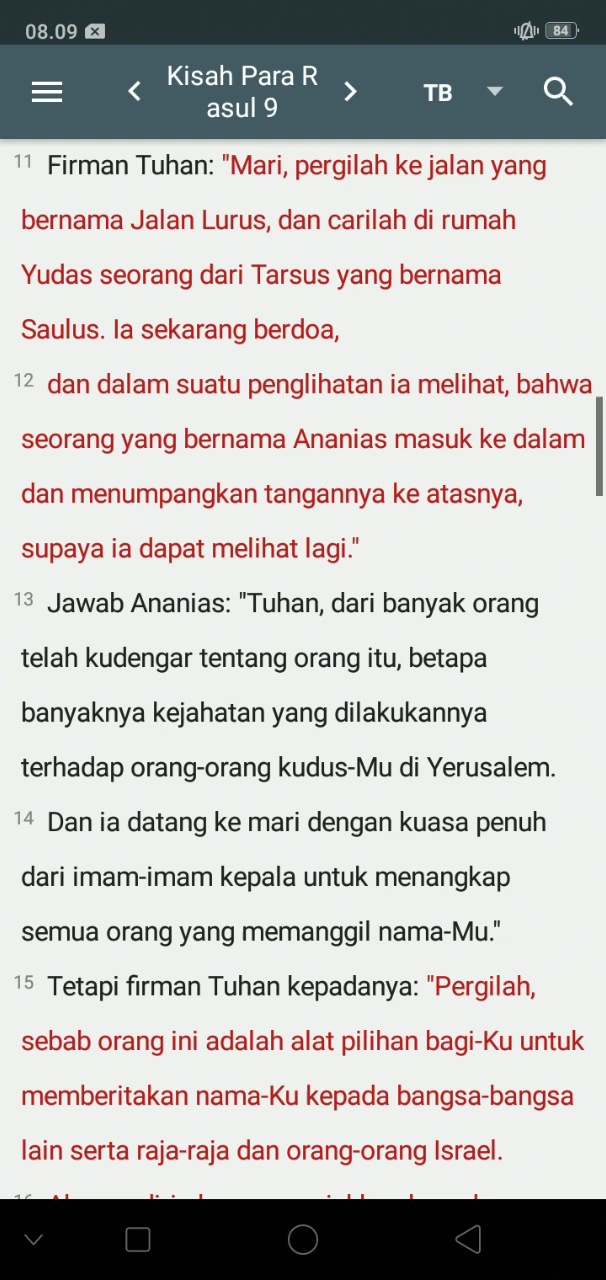 08.09
84
Kisah Para R
asul 9
TB
11 Firman Tuhan: "Mari, pergilah ke jalan yang
bernama Jalan Lurus, dan carilah di rumah
Yudas seorang dari Tarsus yang bernama
Saulus. Ia sekarang berdoa,
12 dan dalam suatu penglihatan ia melihat, bahwa
seorang yang bernama Ananias masuk ke dalam
dan menumpangkan tangannya ke atasnya,
supaya ia dapat melihat lagi."
13 Jawab Ananias: "Tuhan, dari banyak orang
telah kudengar tentang orang itu, betapa
banyaknya kejahatan yang dilakukannya
terhadap orang-orang kudus-Mu di Yerusalem.
14 Dan ia datang ke mari dengan kuasa penuh
dari imam-imam kepala untuk menangkap
semua orang yang memanggil nama-Mu."
15 Tetapi firman Tuhan kepadanya: "Pergilah,
sebab orang ini adalah alat pilihan bagi-Ku untuk
memberitakan nama-Ku kepada bangsa-bangsa
lain serta raja-raja dan orang-orang Israel.